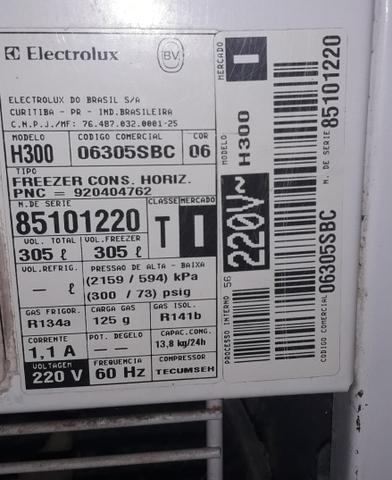 Electrolux
BV
ELECTROLUX DO BRASIL S/A
CURITIBA - PR - IND.BRASILEIRA
C.N.P.J./MF: 76.487.032.0001-25
MODELO CODIGO COMERCIAL COR
H300 06305SBC 06
TIPO
FREEZER CONS. HORIZ.
PNC = 920404762
N.DE SERIE CLASSE MERCADO
85101220 T I
VOL. TOTAL VOL.FREEZER
305 ℓ 305 ℓ
VOL.REFRIG. PRESSAO DE ALTA - BAIXA
— ℓ (2159 / 594) kPa
(300 / 73) psig
GAS FRIGOR. CARGA GAS GAS ISOL.
R134a 125 g R141b
CORRENTE POT. DEGELO CAPAC.CONG.
1,1 A — — 13,8 kg/24h
VOLTAGEM FREQUENCIA COMPRESSOR
220 V 60 Hz TECUMSEH
MERCADO I
MODELO H300
220V~
PROCESSO INTERNO 56
N. DE SERIE 85101220
CODIGO COMERCIAL 06305SBC